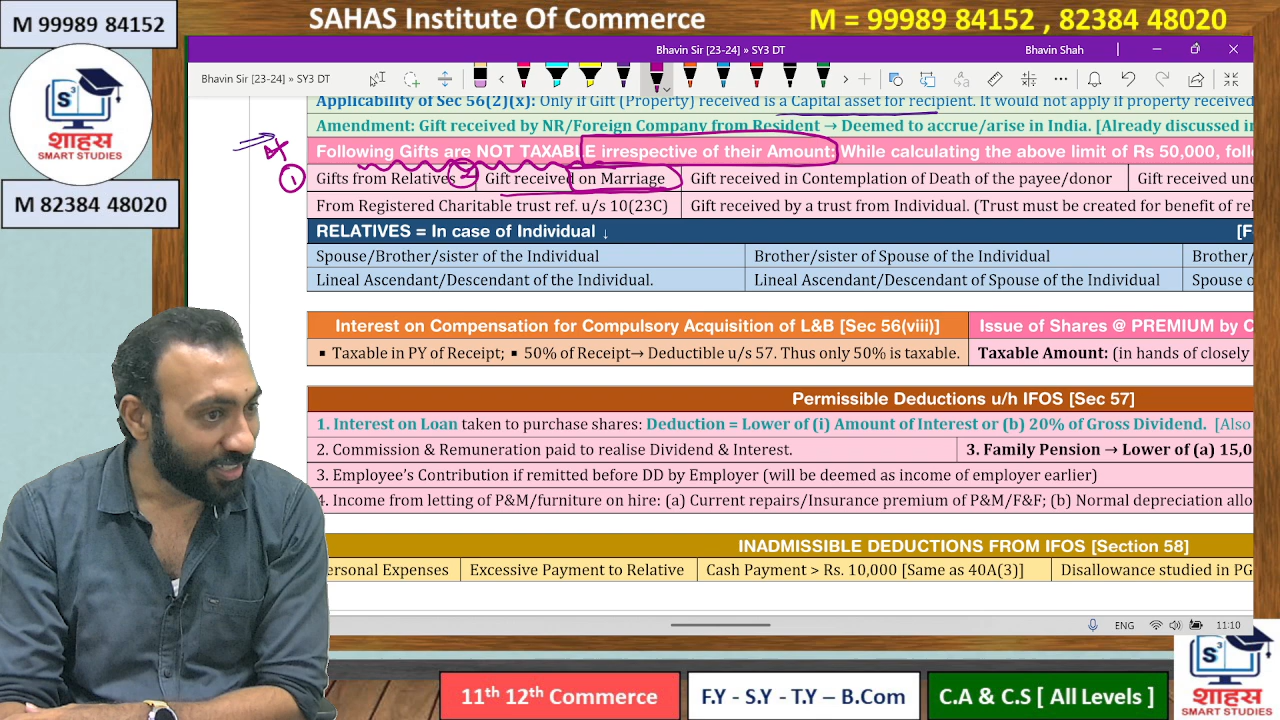 M 99989 84152
SAHAS Institute Of Commerce
M = 99989 84152 , 82384 48020
S³
शाहस
SMART STUDIES
M 82384 48020
Bhavin Sir [23-24] » SY3 DT
Bhavin Shah
Bhavin Sir [23-24] » SY3 DT
Applicability of Sec 56(2)(x): Only if Gift (Property) received is a Capital asset for recipient. It would not apply if property received
Amendment: Gift received by NR/Foreign Company from Resident → Deemed to accrue/arise in India. [Already discussed in
Following Gifts are NOT TAXABLE irrespective of their Amount: While calculating the above limit of Rs 50,000, foll
① Gifts from Relatives ② Gift received on Marriage Gift received in Contemplation of Death of the payee/donor Gift received un
From Registered Charitable trust ref. u/s 10(23C) Gift received by a trust from Individual. (Trust must be created for benefit of rel
RELATIVES = In case of Individual ↓ [F
Spouse/Brother/sister of the Individual Brother/sister of Spouse of the Individual Brother/
Lineal Ascendant/Descendant of the Individual. Lineal Ascendant/Descendant of Spouse of the Individual Spouse o
Interest on Compensation for Compulsory Acquisition of L&B [Sec 56(viii)] Issue of Shares @ PREMIUM by C
▪ Taxable in PY of Receipt; ▪ 50% of Receipt→ Deductible u/s 57. Thus only 50% is taxable. Taxable Amount: (in hands of closely
Permissible Deductions u/h IFOS [Sec 57]
1. Interest on Loan taken to purchase shares: Deduction = Lower of (i) Amount of Interest or (b) 20% of Gross Dividend. [Also
2. Commission & Remuneration paid to realise Dividend & Interest. 3. Family Pension → Lower of (a) 15,0
3. Employee's Contribution if remitted before DD by Employer (will be deemed as income of employer earlier)
4. Income from letting of P&M/furniture on hire: (a) Current repairs/Insurance premium of P&M/F&F; (b) Normal depreciation allo
INADMISSIBLE DEDUCTIONS FROM IFOS [Section 58]
ersonal Expenses Excessive Payment to Relative Cash Payment > Rs. 10,000 [Same as 40A(3)] Disallowance studied in PG
ENG 11:10
11th 12th Commerce
F.Y - S.Y - T.Y – B.Com
C.A & C.S [ All Levels ]
S³
शाहस
SMART STUDIES